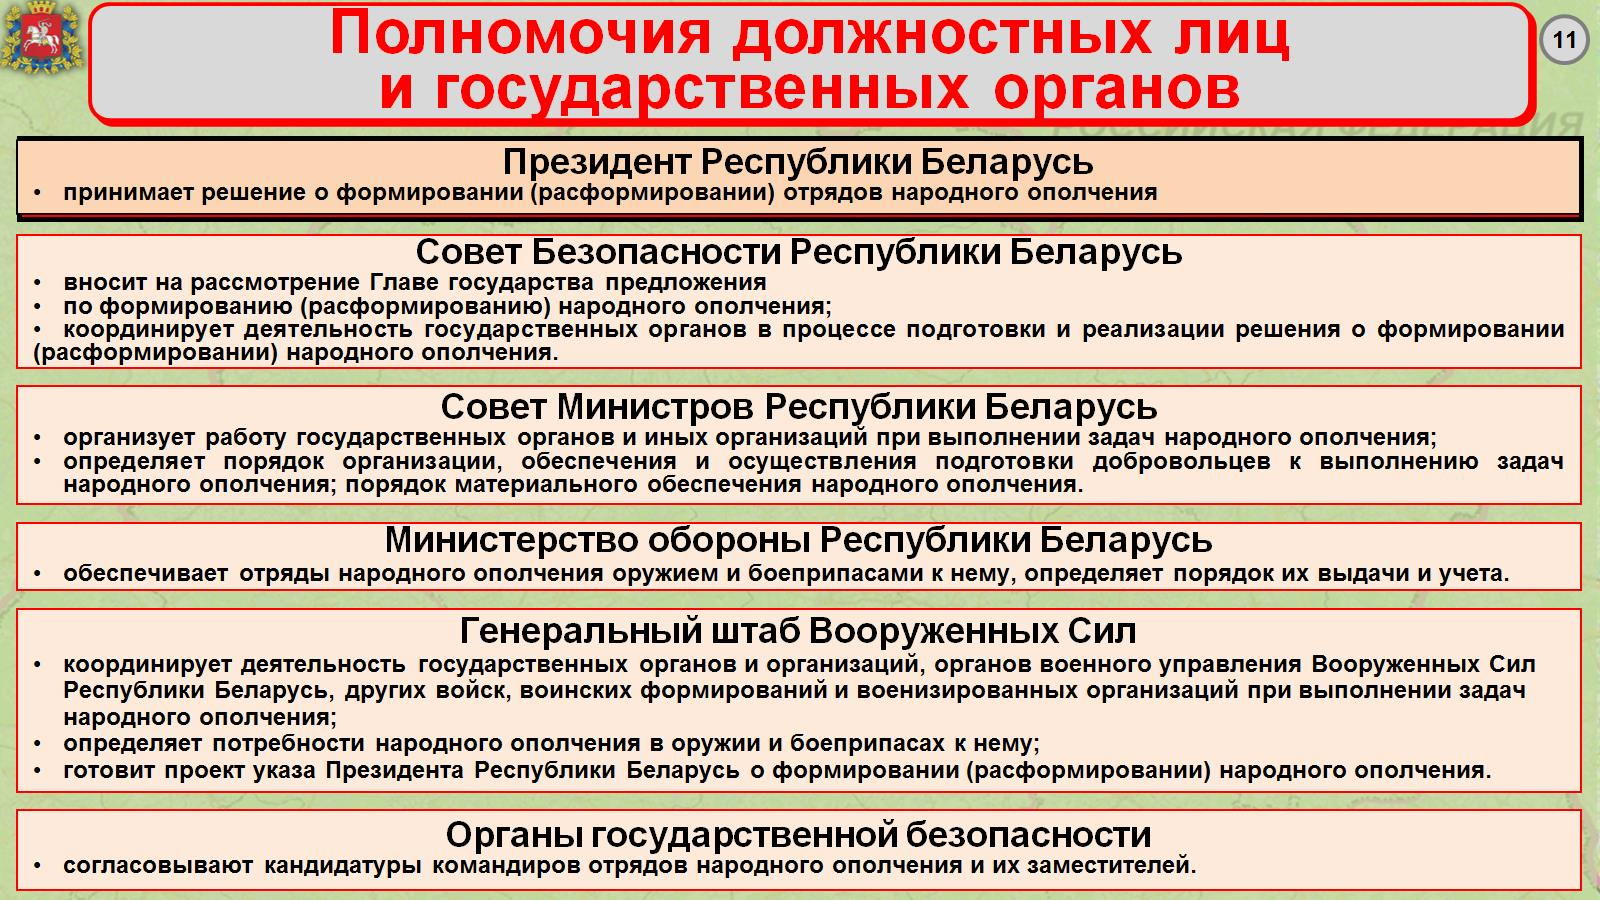 Полномочия должностных лиц
и государственных органов
11
РОССИЙСКАЯ ФЕДЕРАЦИЯ
Президент Республики Беларусь
• принимает решение о формировании (расформировании) отрядов народного ополчения
Совет Безопасности Республики Беларусь
• вносит на рассмотрение Главе государства предложения
• по формированию (расформированию) народного ополчения;
• координирует деятельность государственных органов в процессе подготовки и реализации решения о формировании
(расформировании) народного ополчения.
Совет Министров Республики Беларусь
• организует работу государственных органов и иных организаций при выполнении задач народного ополчения;
• определяет порядок организации, обеспечения и осуществления подготовки добровольцев к выполнению задач
народного ополчения; порядок материального обеспечения народного ополчения.
Министерство обороны Республики Беларусь
• обеспечивает отряды народного ополчения оружием и боеприпасами к нему, определяет порядок их выдачи и учета.
Генеральный штаб Вооруженных Сил
• координирует деятельность государственных органов и организаций, органов военного управления Вооруженных Сил
Республики Беларусь, других войск, воинских формирований и военизированных организаций при выполнении задач
народного ополчения;
• определяет потребности народного ополчения в оружии и боеприпасах к нему;
• готовит проект указа Президента Республики Беларусь о формировании (расформировании) народного ополчения.
Органы государственной безопасности
• согласовывают кандидатуры командиров отрядов народного ополчения и их заместителей.